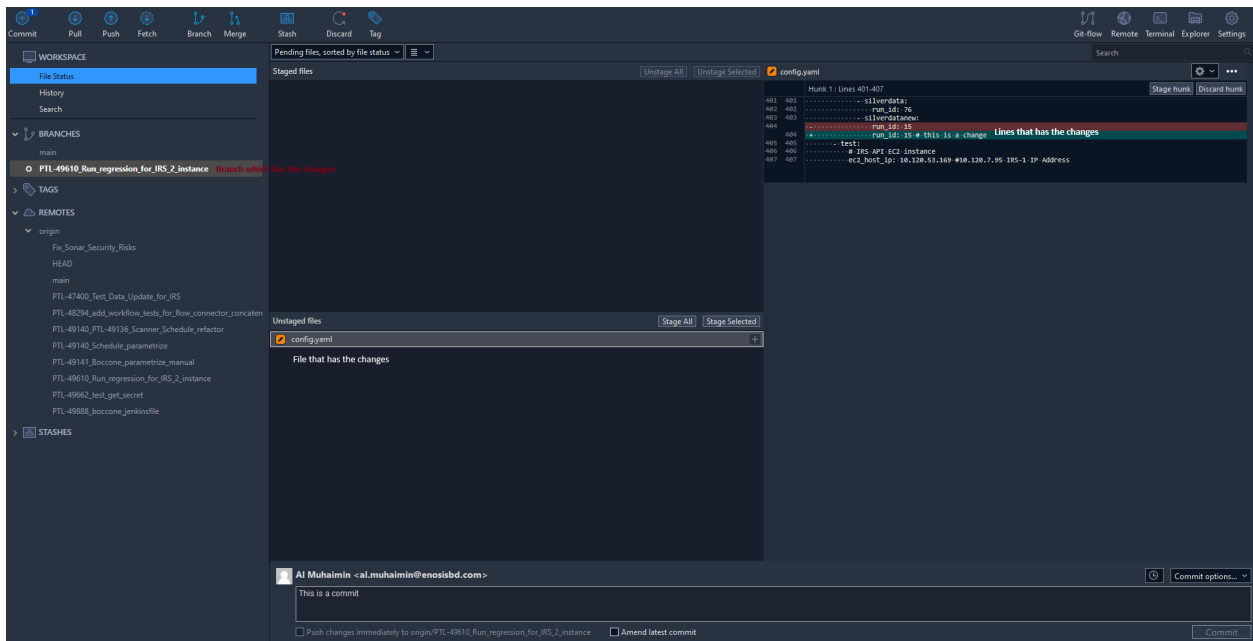 1
Commit Pull Push Fetch Branch Merge Stash Discard Tag Git-flow Remote Terminal Explorer Settings
WORKSPACE
File Status
History
Search
BRANCHES
main
PTL-49610_Run_regression_for_IRS_2_instance Branch which has the changes
TAGS
REMOTES
origin
Fix_Sonar_Security_Risks
HEAD
main
PTL-47400_Test_Data_Update_for_IRS
PTL-48294_add_workflow_tests_for_flow_connector_concaten
PTL-49140_PTL-49136_Scanner_Schedule_refactor
PTL-49140_Schedule_parametrize
PTL-49141_Boccone_parametrize_manual
PTL-49610_Run_regression_for_IRS_2_instance
PTL-49662_test_get_secret
PTL-49888_boccone_jenkinsfile
STASHES
Pending files, sorted by file status
Search
Staged files Unstage All Unstage Selected
Unstaged files Stage All Stage Selected
config.yaml
File that has the changes
config.yaml
Hunk 1 : Lines 401-407 Stage hunk Discard hunk
401 401 - silverdata:
402 402 run_id: 76
403 403 - silverdatanew:
404 - run_id: 15
404 + run_id: 15 # this is a change Lines that has the changes
405 405 - test:
406 406 # IRS API EC2 instance
407 407 ec2_host_ip: 10.120.53.169 #10.120.7.95 IRS-1 IP Address
Al Muhaimin <al.muhaimin@enosisbd.com> Commit options...
This is a commit
Push changes immediately to origin/PTL-49610_Run_regression_for_IRS_2_instance Amend latest commit Commit